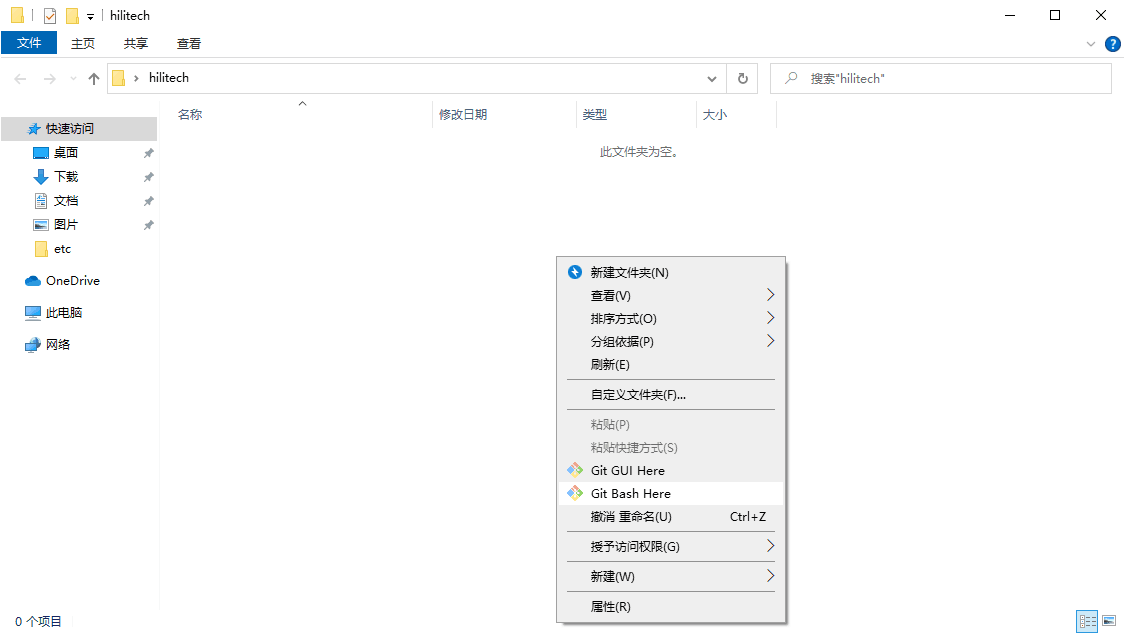 hilitech
文件 主页 共享 查看
hilitech
搜索"hilitech"
名称 修改日期 类型 大小
此文件夹为空。
快速访问
桌面
下载
文档
图片
etc
OneDrive
此电脑
网络
新建文件夹(N)
查看(V)
排序方式(O)
分组依据(P)
刷新(E)
自定义文件夹(F)...
粘贴(P)
粘贴快捷方式(S)
Git GUI Here
Git Bash Here
撤消 重命名(U) Ctrl+Z
授予访问权限(G)
新建(W)
属性(R)
0 个项目